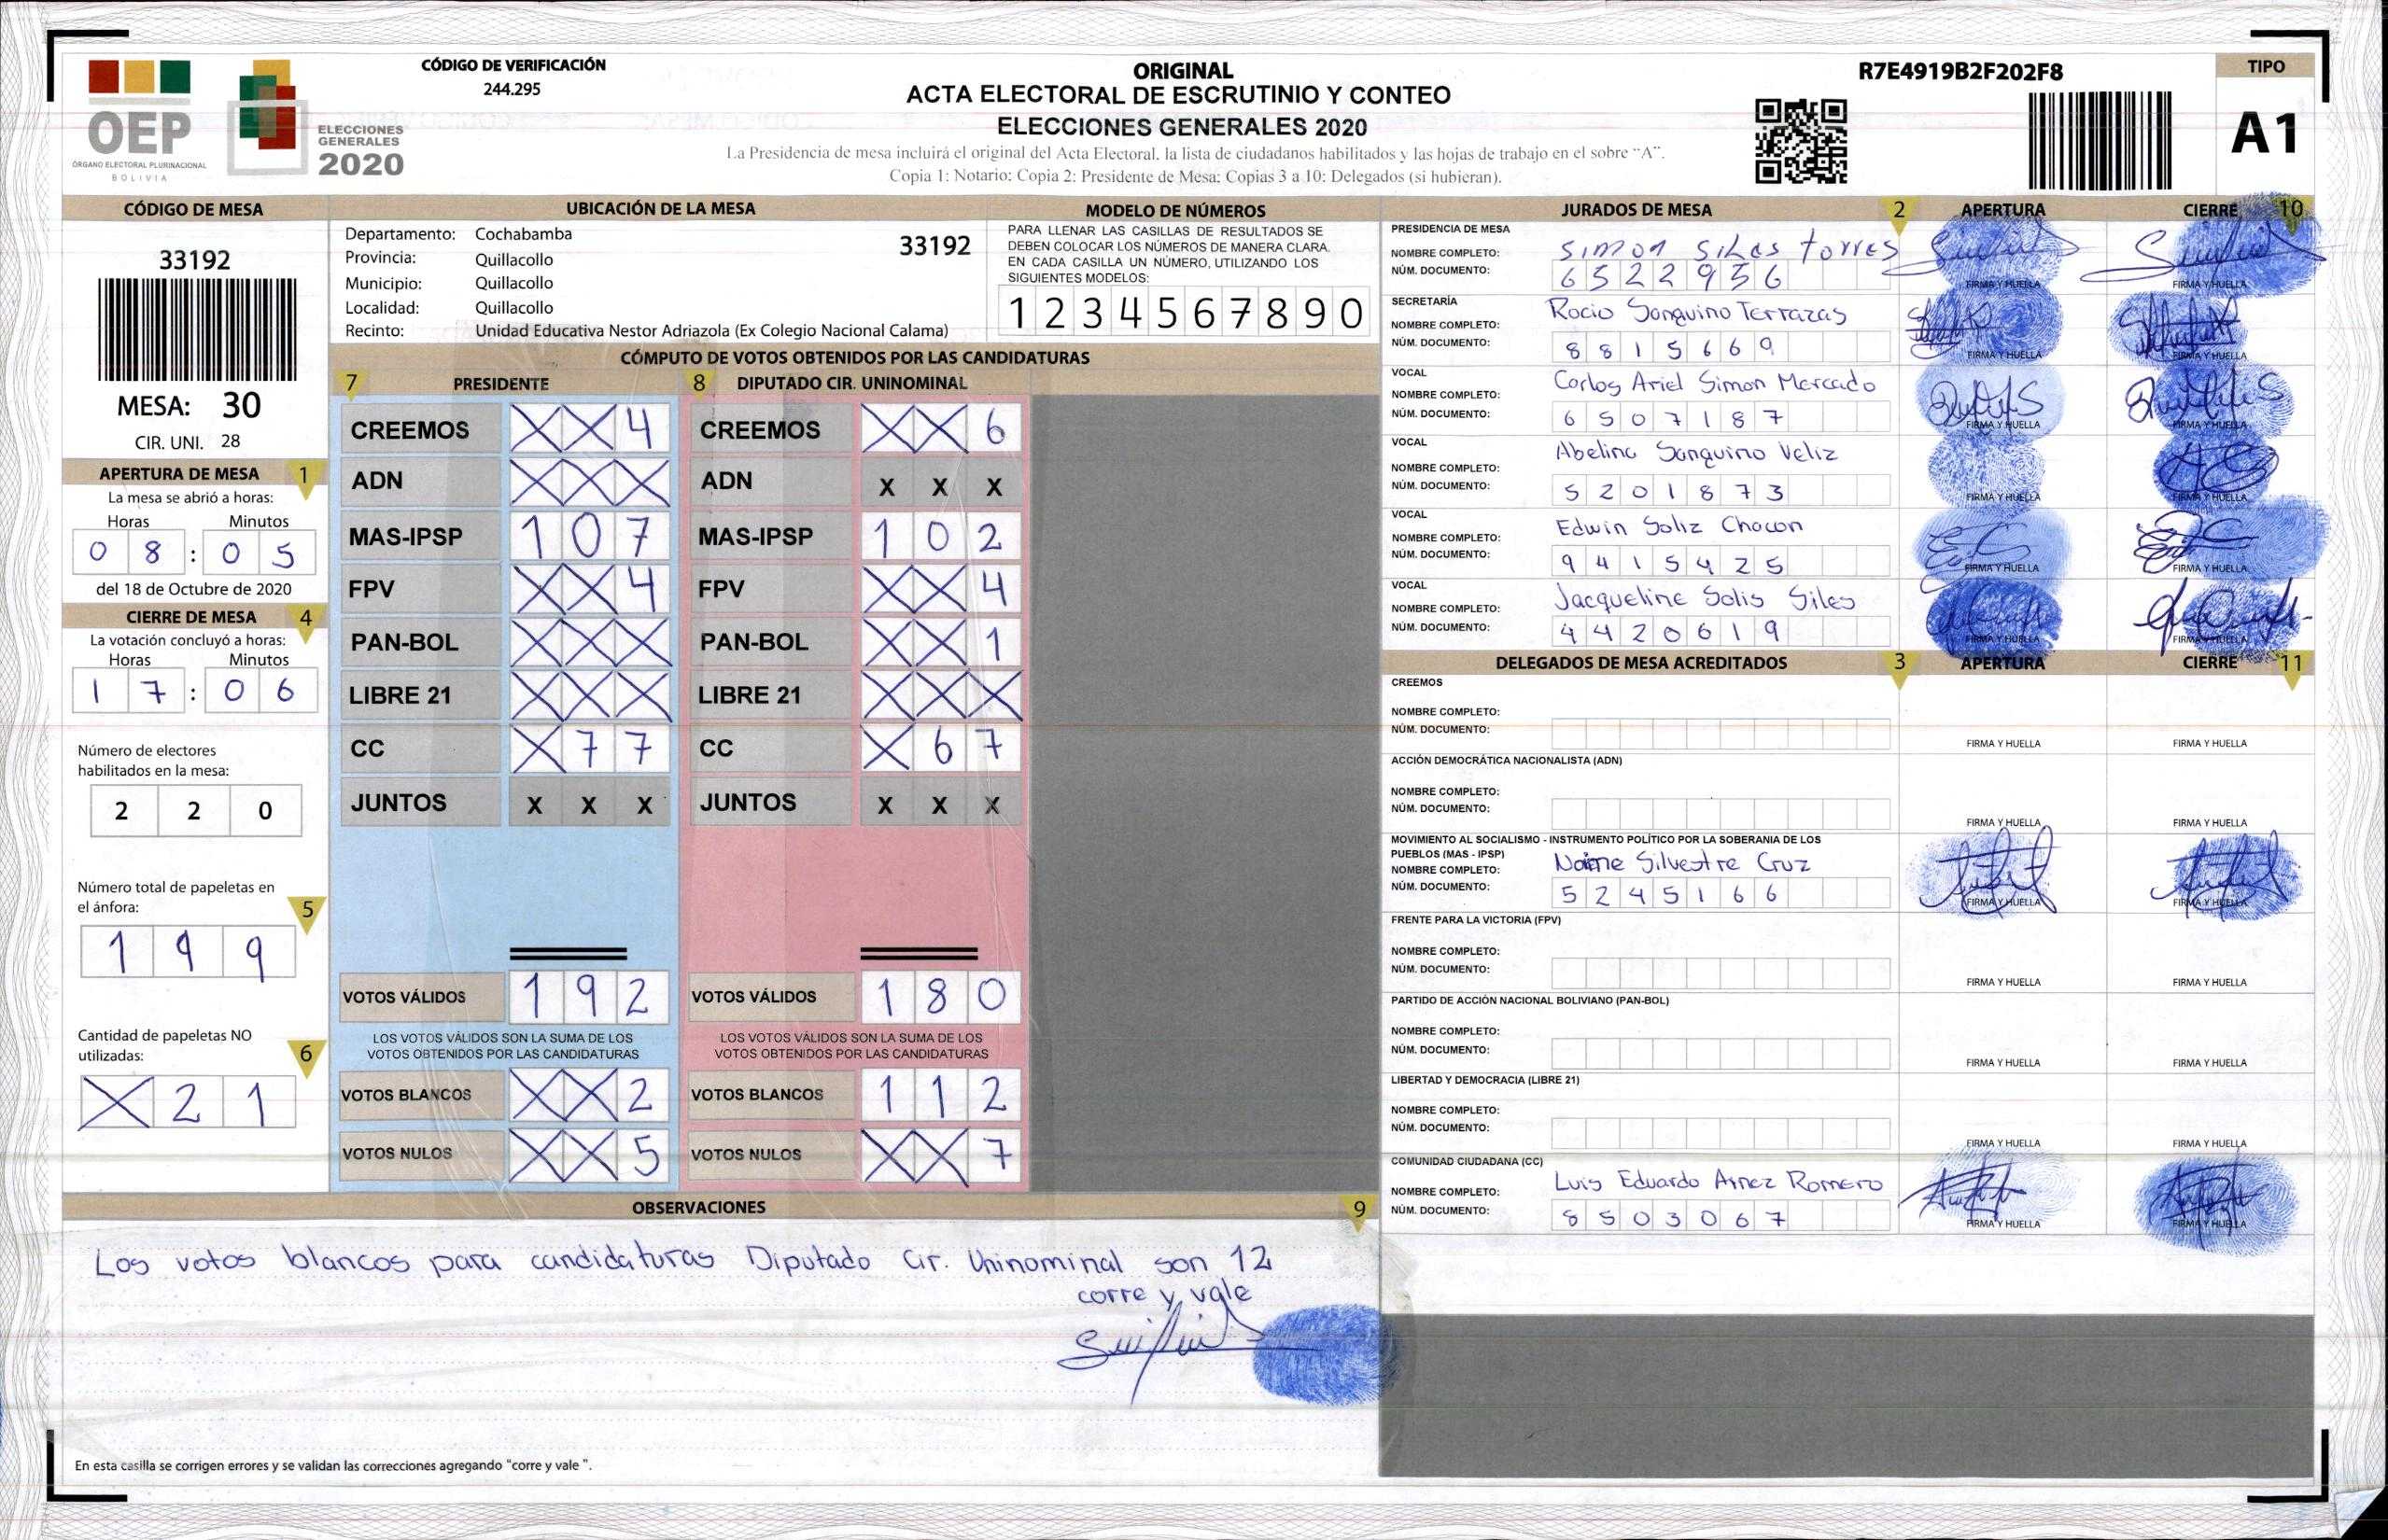 OEP
ÓRGANO ELECTORAL PLURINACIONAL
BOLIVIA
ELECCIONES
GENERALES
2020
CÓDIGO DE VERIFICACIÓN
244.295
ORIGINAL
ACTA ELECTORAL DE ESCRUTINIO Y CONTEO
ELECCIONES GENERALES 2020
La Presidencia de mesa incluirá el original del Acta Electoral, la lista de ciudadanos habilitados y las hojas de trabajo en el sobre "A".
Copia 1: Notario; Copia 2: Presidente de Mesa; Copias 3 a 10: Delegados (si hubieran).
R7E4919B2F202F8
TIPO
A1
CÓDIGO DE MESA
33192
MESA: 30
CIR. UNI. 28
APERTURA DE MESA 1
La mesa se abrió a horas:
Horas Minutos
0 8 : 0 5
del 18 de Octubre de 2020
CIERRE DE MESA 4
La votación concluyó a horas:
Horas Minutos
1 7 : 0 6
Número de electores
habilitados en la mesa:
2 2 0
Número total de papeletas en
el ánfora: 5
1 9 9
Cantidad de papeletas NO
utilizadas: 6
X 2 1
UBICACIÓN DE LA MESA
Departamento: Cochabamba
33192
Provincia: Quillacollo
Municipio: Quillacollo
Localidad: Quillacollo
Recinto: Unidad Educativa Nestor Adriazola (Ex Colegio Nacional Calama)
MODELO DE NÚMEROS
PARA LLENAR LAS CASILLAS DE RESULTADOS SE
DEBEN COLOCAR LOS NÚMEROS DE MANERA CLARA.
EN CADA CASILLA UN NÚMERO, UTILIZANDO LOS
SIGUIENTES MODELOS:
1 2 3 4 5 6 7 8 9 0
CÓMPUTO DE VOTOS OBTENIDOS POR LAS CANDIDATURAS
7 PRESIDENTE 8 DIPUTADO CIR. UNINOMINAL
CREEMOS X X 4 CREEMOS X X 6
ADN X X X ADN X X X
MAS-IPSP 1 0 7 MAS-IPSP 1 0 2
FPV X X 4 FPV X X 4
PAN-BOL X X X PAN-BOL X X 1
LIBRE 21 X X X LIBRE 21 X X X
CC X 7 7 CC X 6 7
JUNTOS X X X JUNTOS X X X
VOTOS VÁLIDOS 1 9 2 VOTOS VÁLIDOS 1 8 0
LOS VOTOS VÁLIDOS SON LA SUMA DE LOS LOS VOTOS VÁLIDOS SON LA SUMA DE LOS
VOTOS OBTENIDOS POR LAS CANDIDATURAS VOTOS OBTENIDOS POR LAS CANDIDATURAS
VOTOS BLANCOS X X 2 VOTOS BLANCOS 1 1 2
VOTOS NULOS X X 5 VOTOS NULOS X X 7
JURADOS DE MESA 2 APERTURA CIERRE 10
PRESIDENCIA DE MESA
NOMBRE COMPLETO: Simon Siles Torres
NÚM. DOCUMENTO: 6 5 2 2 9 5 6
FIRMA Y HUELLA FIRMA Y HUELLA
SECRETARÍA
NOMBRE COMPLETO: Rocio Sanquino Terrazas
NÚM. DOCUMENTO: 8 8 1 5 6 6 9
FIRMA Y HUELLA FIRMA Y HUELLA
VOCAL
NOMBRE COMPLETO: Carlos Ariel Simon Mercado
NÚM. DOCUMENTO: 6 5 0 7 1 8 7
FIRMA Y HUELLA FIRMA Y HUELLA
VOCAL
NOMBRE COMPLETO: Abelina Sanquino Veliz
NÚM. DOCUMENTO: 5 2 0 1 8 7 3
FIRMA Y HUELLA FIRMA Y HUELLA
VOCAL
NOMBRE COMPLETO: Edwin Soliz Chacon
NÚM. DOCUMENTO: 9 4 1 5 4 2 5
FIRMA Y HUELLA FIRMA Y HUELLA
VOCAL
NOMBRE COMPLETO: Jacqueline Solis Siles
NÚM. DOCUMENTO: 4 4 2 0 6 1 9
FIRMA Y HUELLA FIRMA Y HUELLA
DELEGADOS DE MESA ACREDITADOS 3 APERTURA CIERRE 11
CREEMOS
NOMBRE COMPLETO:
NÚM. DOCUMENTO:
FIRMA Y HUELLA FIRMA Y HUELLA
ACCIÓN DEMOCRÁTICA NACIONALISTA (ADN)
NOMBRE COMPLETO:
NÚM. DOCUMENTO:
FIRMA Y HUELLA FIRMA Y HUELLA
MOVIMIENTO AL SOCIALISMO - INSTRUMENTO POLÍTICO POR LA SOBERANIA DE LOS
PUEBLOS (MAS - IPSP)
NOMBRE COMPLETO: Silvestre Cruz
NÚM. DOCUMENTO: 5 2 4 5 1 6 6
FIRMA Y HUELLA FIRMA Y HUELLA
FRENTE PARA LA VICTORIA (FPV)
NOMBRE COMPLETO:
NÚM. DOCUMENTO:
FIRMA Y HUELLA FIRMA Y HUELLA
PARTIDO DE ACCIÓN NACIONAL BOLIVIANO (PAN-BOL)
NOMBRE COMPLETO:
NÚM. DOCUMENTO:
FIRMA Y HUELLA FIRMA Y HUELLA
LIBERTAD Y DEMOCRACIA (LIBRE 21)
NOMBRE COMPLETO:
NÚM. DOCUMENTO:
FIRMA Y HUELLA FIRMA Y HUELLA
COMUNIDAD CIUDADANA (CC)
NOMBRE COMPLETO: Luis Eduardo Arnez Romero
NÚM. DOCUMENTO: 8 5 0 3 0 6 7
FIRMA Y HUELLA FIRMA Y HUELLA
OBSERVACIONES 9
Los votos blancos para candidaturas Diputado Cir. Uninominal son 12
corre y vale
En esta casilla se corrigen errores y se validan las correcciones agregando "corre y vale ".